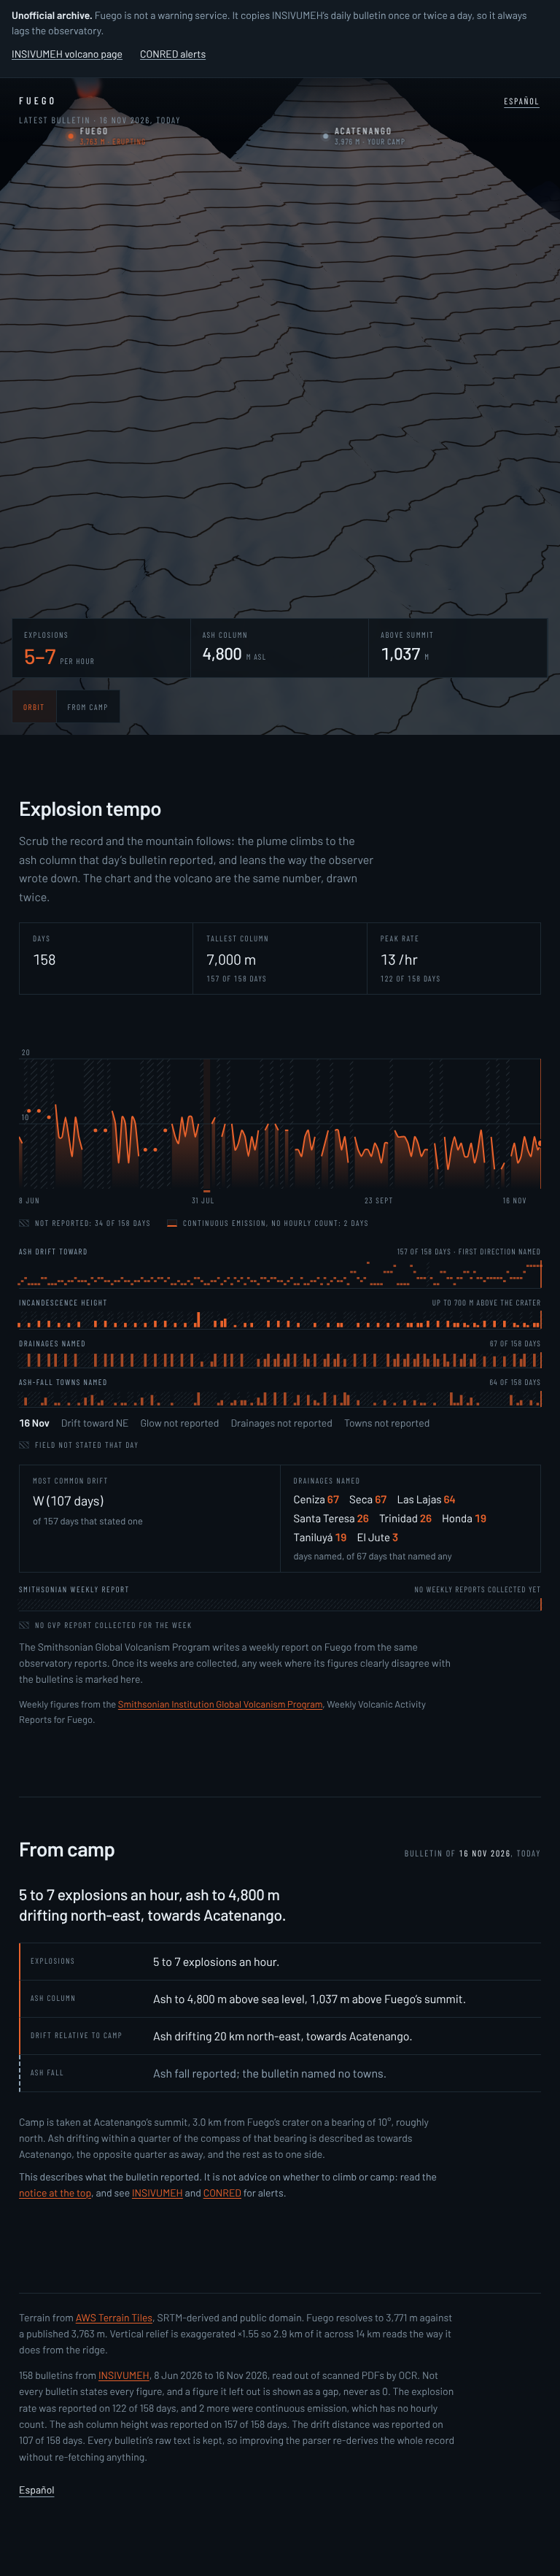 Unofficial archive. Fuego is not a warning service. It copies INSIVUMEH's daily bulletin once or twice a day, so it always
lags the observatory.
INSIVUMEH volcano page CONRED alerts
FUEGO
ESPAÑOL
LATEST BULLETIN · 16 NOV 2026, TODAY
FUEGO
3,763 M · ERUPTING
ACATENANGO
3,976 M · YOUR CAMP
EXPLOSIONS
5–7 PER HOUR
ASH COLUMN
4,800 M ASL
ABOVE SUMMIT
1,037 M
ORBIT
FROM CAMP
Explosion tempo
Scrub the record and the mountain follows: the plume climbs to the
ash column that day's bulletin reported, and leans the way the observer
wrote down. The chart and the volcano are the same number, drawn
twice.
DAYS
158
TALLEST COLUMN
7,000 m
157 OF 158 DAYS
PEAK RATE
13 /hr
122 OF 158 DAYS
20
10
8 JUN 31 JUL 23 SEPT 16 NOV
NOT REPORTED: 34 OF 158 DAYS CONTINUOUS EMISSION, NO HOURLY COUNT: 2 DAYS
ASH DRIFT TOWARD 157 OF 158 DAYS · FIRST DIRECTION NAMED
INCANDESCENCE HEIGHT UP TO 700 M ABOVE THE CRATER
DRAINAGES NAMED 67 OF 158 DAYS
ASH-FALL TOWNS NAMED 64 OF 158 DAYS
16 Nov Drift toward NE Glow not reported Drainages not reported Towns not reported
FIELD NOT STATED THAT DAY
MOST COMMON DRIFT
W (107 days)
of 157 days that stated one
DRAINAGES NAMED
Ceniza 67 Seca 67 Las Lajas 64
Santa Teresa 26 Trinidad 26 Honda 19
Taniluyá 19 El Jute 3
days named, of 67 days that named any
SMITHSONIAN WEEKLY REPORT NO WEEKLY REPORTS COLLECTED YET
NO GVP REPORT COLLECTED FOR THE WEEK
The Smithsonian Global Volcanism Program writes a weekly report on Fuego from the same
observatory reports. Once its weeks are collected, any week where its figures clearly disagree with
the bulletins is marked here.
Weekly figures from the Smithsonian Institution Global Volcanism Program, Weekly Volcanic Activity
Reports for Fuego.
From camp
BULLETIN OF 16 NOV 2026, TODAY
5 to 7 explosions an hour, ash to 4,800 m
drifting north-east, towards Acatenango.
EXPLOSIONS 5 to 7 explosions an hour.
ASH COLUMN Ash to 4,800 m above sea level, 1,037 m above Fuego's summit.
DRIFT RELATIVE TO CAMP Ash drifting 20 km north-east, towards Acatenango.
ASH FALL Ash fall reported; the bulletin named no towns.
Camp is taken at Acatenango's summit, 3.0 km from Fuego's crater on a bearing of 10°, roughly
north. Ash drifting within a quarter of the compass of that bearing is described as towards
Acatenango, the opposite quarter as away, and the rest as to one side.
This describes what the bulletin reported. It is not advice on whether to climb or camp: read the
notice at the top, and see INSIVUMEH and CONRED for alerts.
Terrain from AWS Terrain Tiles, SRTM-derived and public domain. Fuego resolves to 3,771 m against
a published 3,763 m. Vertical relief is exaggerated ×1.55 so 2.9 km of it across 14 km reads the way it
does from the ridge.
158 bulletins from INSIVUMEH, 8 Jun 2026 to 16 Nov 2026, read out of scanned PDFs by OCR. Not
every bulletin states every figure, and a figure it left out is shown as a gap, never as 0. The explosion
rate was reported on 122 of 158 days, and 2 more were continuous emission, which has no hourly
count. The ash column height was reported on 157 of 158 days. The drift distance was reported on
107 of 158 days. Every bulletin's raw text is kept, so improving the parser re-derives the whole record
without re-fetching anything.
Español